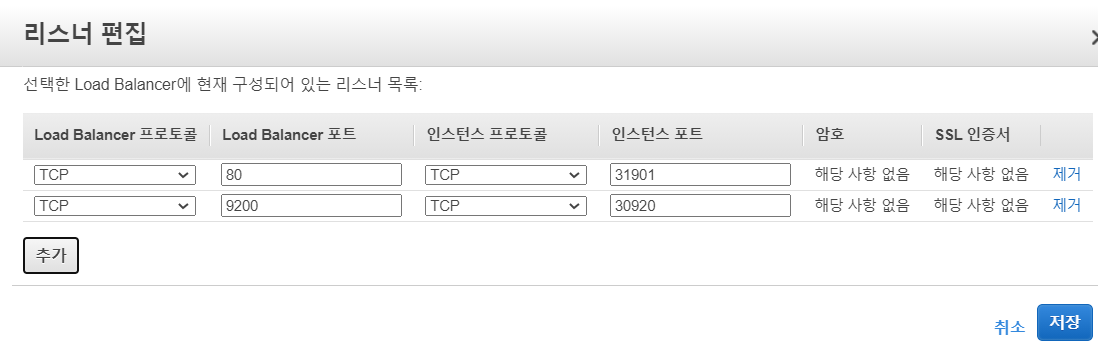 리스너 편집
선택한 Load Balancer에 현재 구성되어 있는 리스너 목록:
Load Balancer 프로토콜 Load Balancer 포트 인스턴스 프로토콜 인스턴스 포트 암호 SSL 인증서
TCP 80 TCP 31901 해당 사항 없음 해당 사항 없음 제거
TCP 9200 TCP 30920 해당 사항 없음 해당 사항 없음 제거
추가
취소 저장